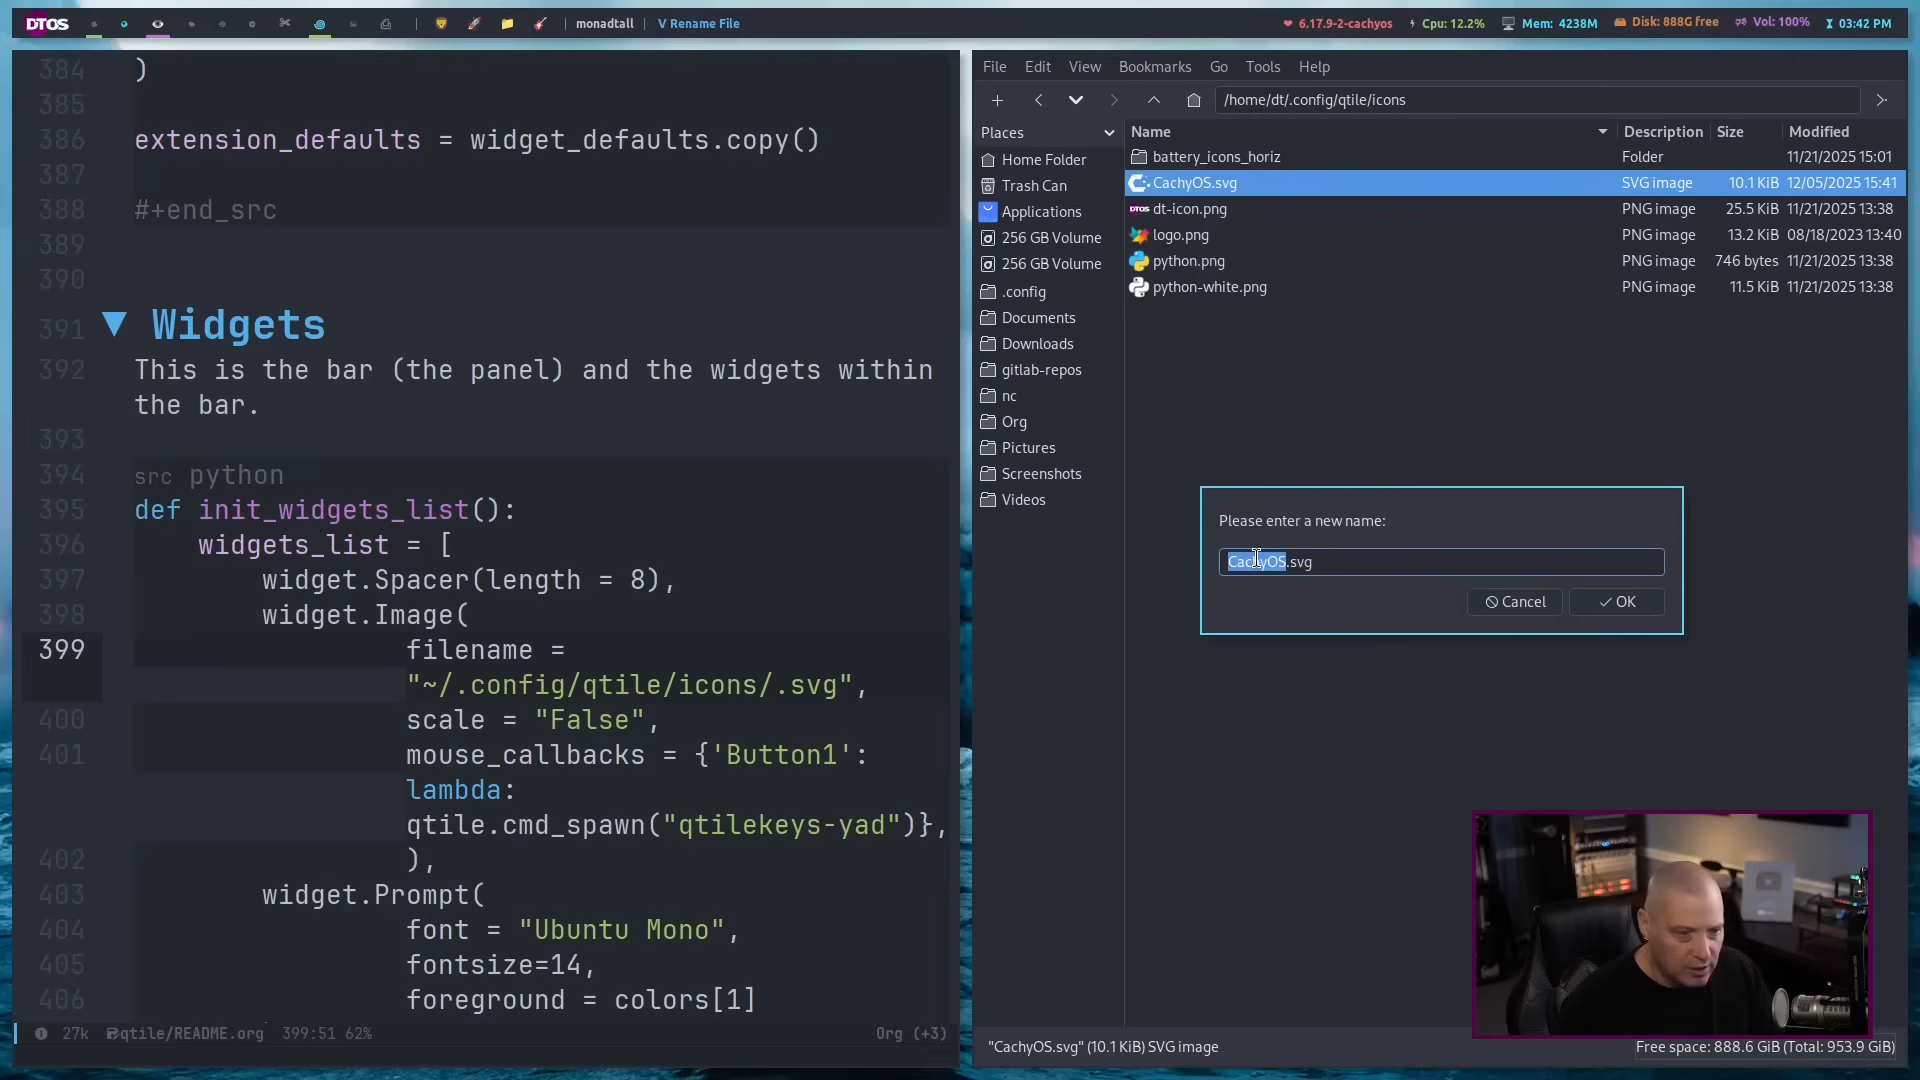 DTOS
monadtall
V Rename File
6.17.9-2-cachyos
Cpu: 12.2%
Mem: 4238M
Disk: 888G free
Vol: 100%
03:42 PM
384 )
385
386 extension_defaults = widget_defaults.copy()
387
388 #+end_src
389
390
391 ▼ Widgets
392 This is the bar (the panel) and the widgets within
the bar.
393
394 src python
395 def init_widgets_list():
396 widgets_list = [
397 widget.Spacer(length = 8),
398 widget.Image(
399 filename =
"~/.config/qtile/icons/.svg",
400 scale = "False",
401 mouse_callbacks = {'Button1':
lambda:
qtile.cmd_spawn("qtilekeys-yad")},
402 ),
403 widget.Prompt(
404 font = "Ubuntu Mono",
405 fontsize=14,
406 foreground = colors[1]
27k qtile/README.org 399:51 62% Org (+3)
File Edit View Bookmarks Go Tools Help
/home/dt/.config/qtile/icons
Places
Home Folder
Trash Can
Applications
256 GB Volume
256 GB Volume
.config
Documents
Downloads
gitlab-repos
nc
Org
Pictures
Screenshots
Videos
Name Description Size Modified
battery_icons_horiz Folder 11/21/2025 15:01
CachyOS.svg SVG image 10.1 KiB 12/05/2025 15:41
dt-icon.png PNG image 25.5 KiB 11/21/2025 13:38
logo.png PNG image 13.2 KiB 08/18/2023 13:40
python.png PNG image 746 bytes 11/21/2025 13:38
python-white.png PNG image 11.5 KiB 11/21/2025 13:38
Please enter a new name:
CachyOS.svg
Cancel OK
"CachyOS.svg" (10.1 KiB) SVG image
Free space: 888.6 GiB (Total: 953.9 GiB)